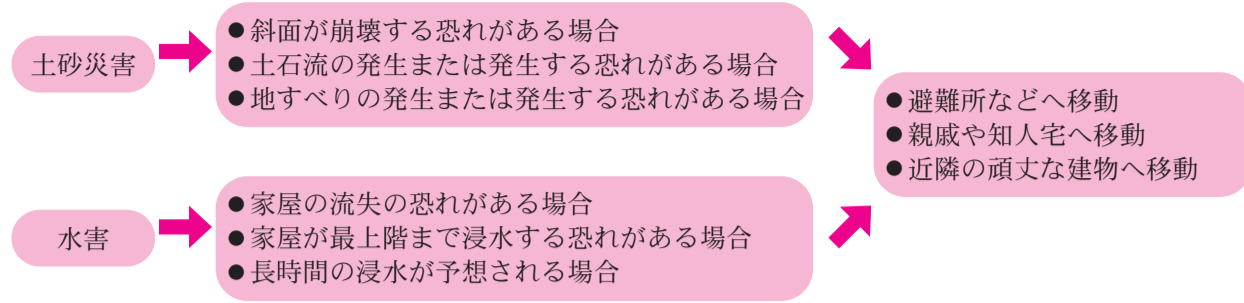 土砂災害
●斜面が崩壊する恐れがある場合
●土石流の発生または発生する恐れがある場合
●地すべりの発生または発生する恐れがある場合
水害
●家屋の流失の恐れがある場合
●家屋が最上階まで浸水する恐れがある場合
●長時間の浸水が予想される場合
●避難所などへ移動
●親戚や知人宅へ移動
●近隣の頑丈な建物へ移動